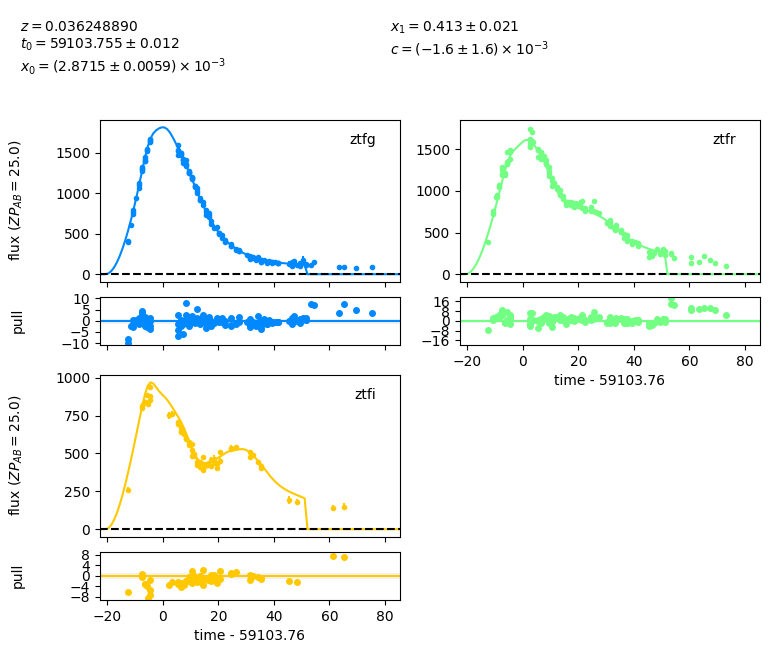 z = 0.036248890
t₀ = 59103.755 ± 0.012
x₀ = (2.8715 ± 0.0059) × 10⁻³
x₁ = 0.413 ± 0.021
c = (−1.6 ± 1.6) × 10⁻³
flux (ZP_AB = 25.0)
1500
1000
500
0
ztfg
1500
1000
500
0
ztfr
pull
10
5
0
−5
−10
16
8
0
−8
−16
−20 0 20 40 60 80
time - 59103.76
flux (ZP_AB = 25.0)
1000
750
500
250
0
ztfi
pull
8
4
0
−4
−8
−20 0 20 40 60 80
time - 59103.76